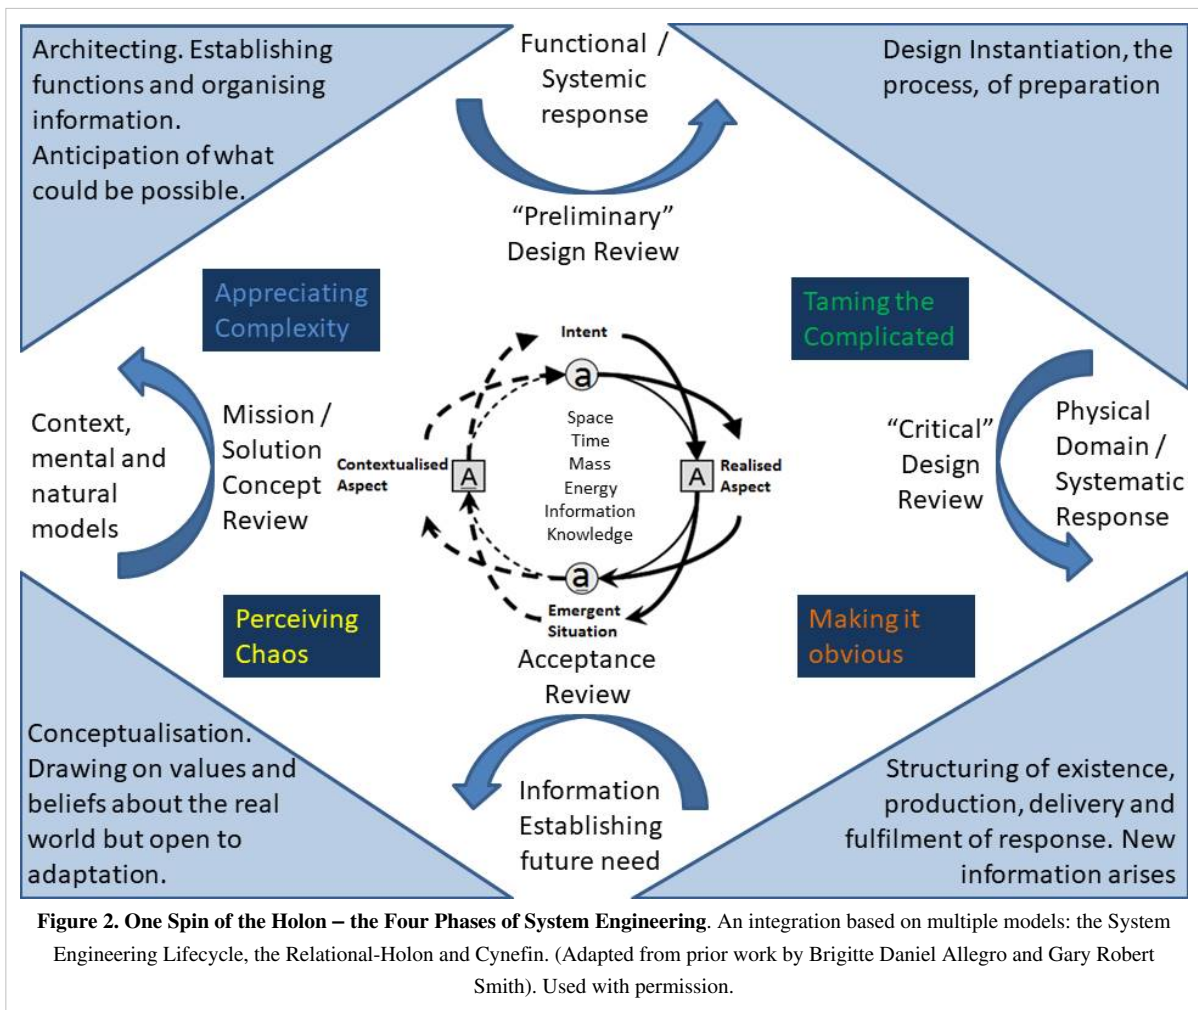 Architecting. Establishing
functions and organising
information.
Anticipation of what
could be possible.
Functional /
Systemic
response
Design Instantiation, the
process, of preparation
“Preliminary”
Design Review
Appreciating
Complexity
Taming the
Complicated
Intent
a
Context,
mental and
natural
models
Mission /
Solution
Concept
Review
Contextualised
Aspect
A
Space
Time
Mass
Energy
Information
Knowledge
A
Realised
Aspect
“Critical”
Design
Review
Physical
Domain /
Systematic
Response
a
Emergent
Situation
Perceiving
Chaos
Making it
obvious
Acceptance
Review
Conceptualisation.
Drawing on values and
beliefs about the real
world but open to
adaptation.
Information
Establishing
future need
Structuring of existence,
production, delivery and
fulfilment of response. New
information arises
Figure 2. One Spin of the Holon – the Four Phases of System Engineering. An integration based on multiple models: the System
Engineering Lifecycle, the Relational-Holon and Cynefin. (Adapted from prior work by Brigitte Daniel Allegro and Gary Robert
Smith). Used with permission.